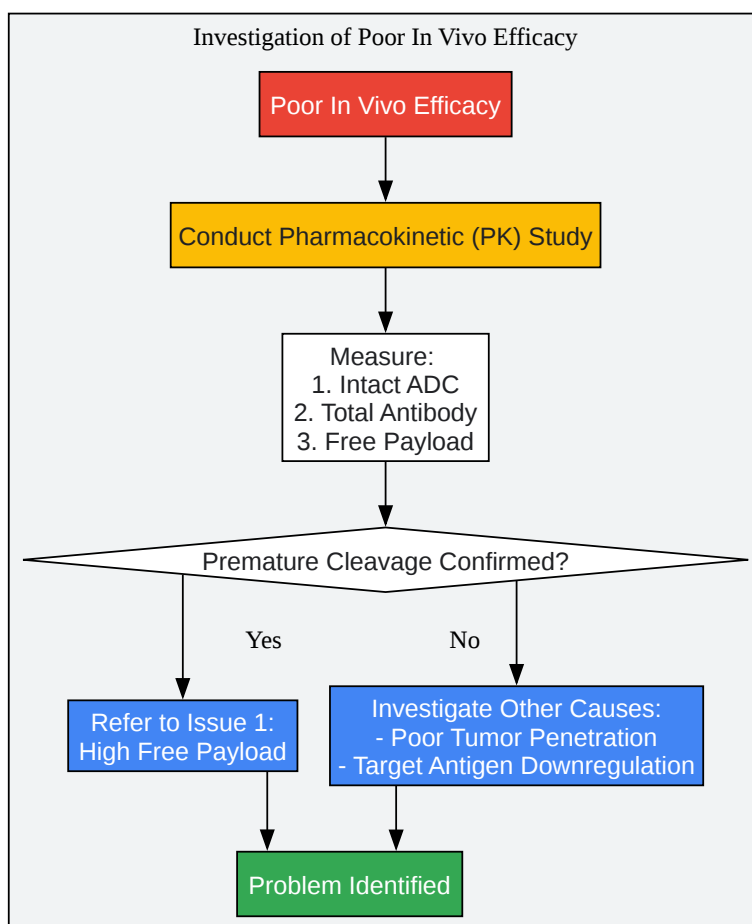 Investigation of Poor In Vivo Efficacy
Poor In Vivo Efficacy
Conduct Pharmacokinetic (PK) Study
Measure:
1. Intact ADC
2. Total Antibody
3. Free Payload
Premature Cleavage Confirmed?
Yes
No
Refer to Issue 1:
High Free Payload
Investigate Other Causes:
- Poor Tumor Penetration
- Target Antigen Downregulation
Problem Identified